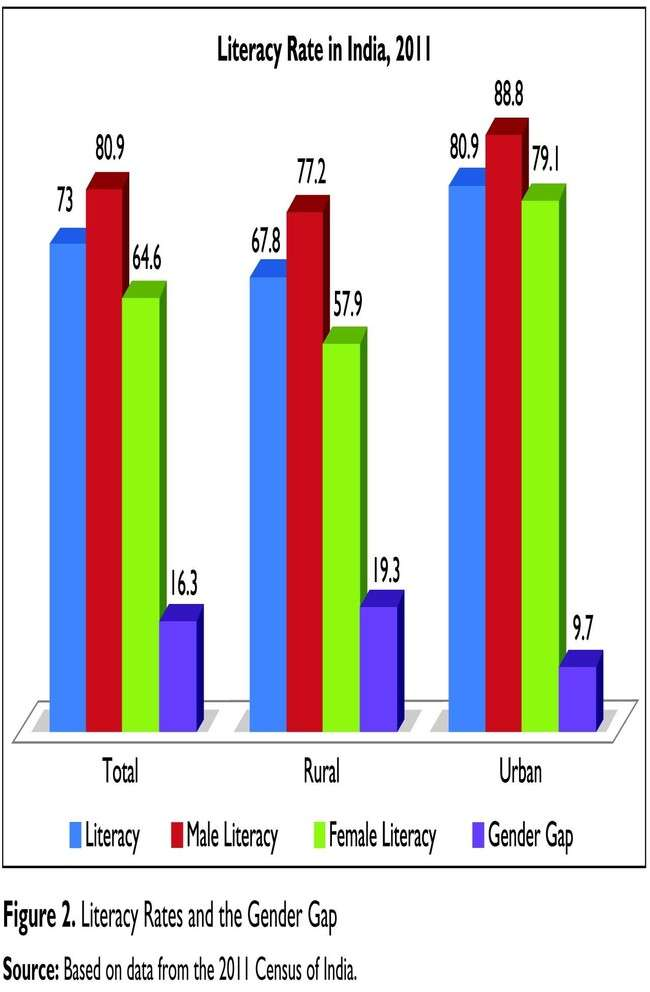 Literacy Rate in India, 2011
73
80.9
64.6
16.3
67.8
77.2
57.9
19.3
80.9
88.8
79.1
9.7
Total Rural Urban
Literacy Male Literacy Female Literacy Gender Gap
Figure 2. Literacy Rates and the Gender Gap
Source: Based on data from the 2011 Census of India.